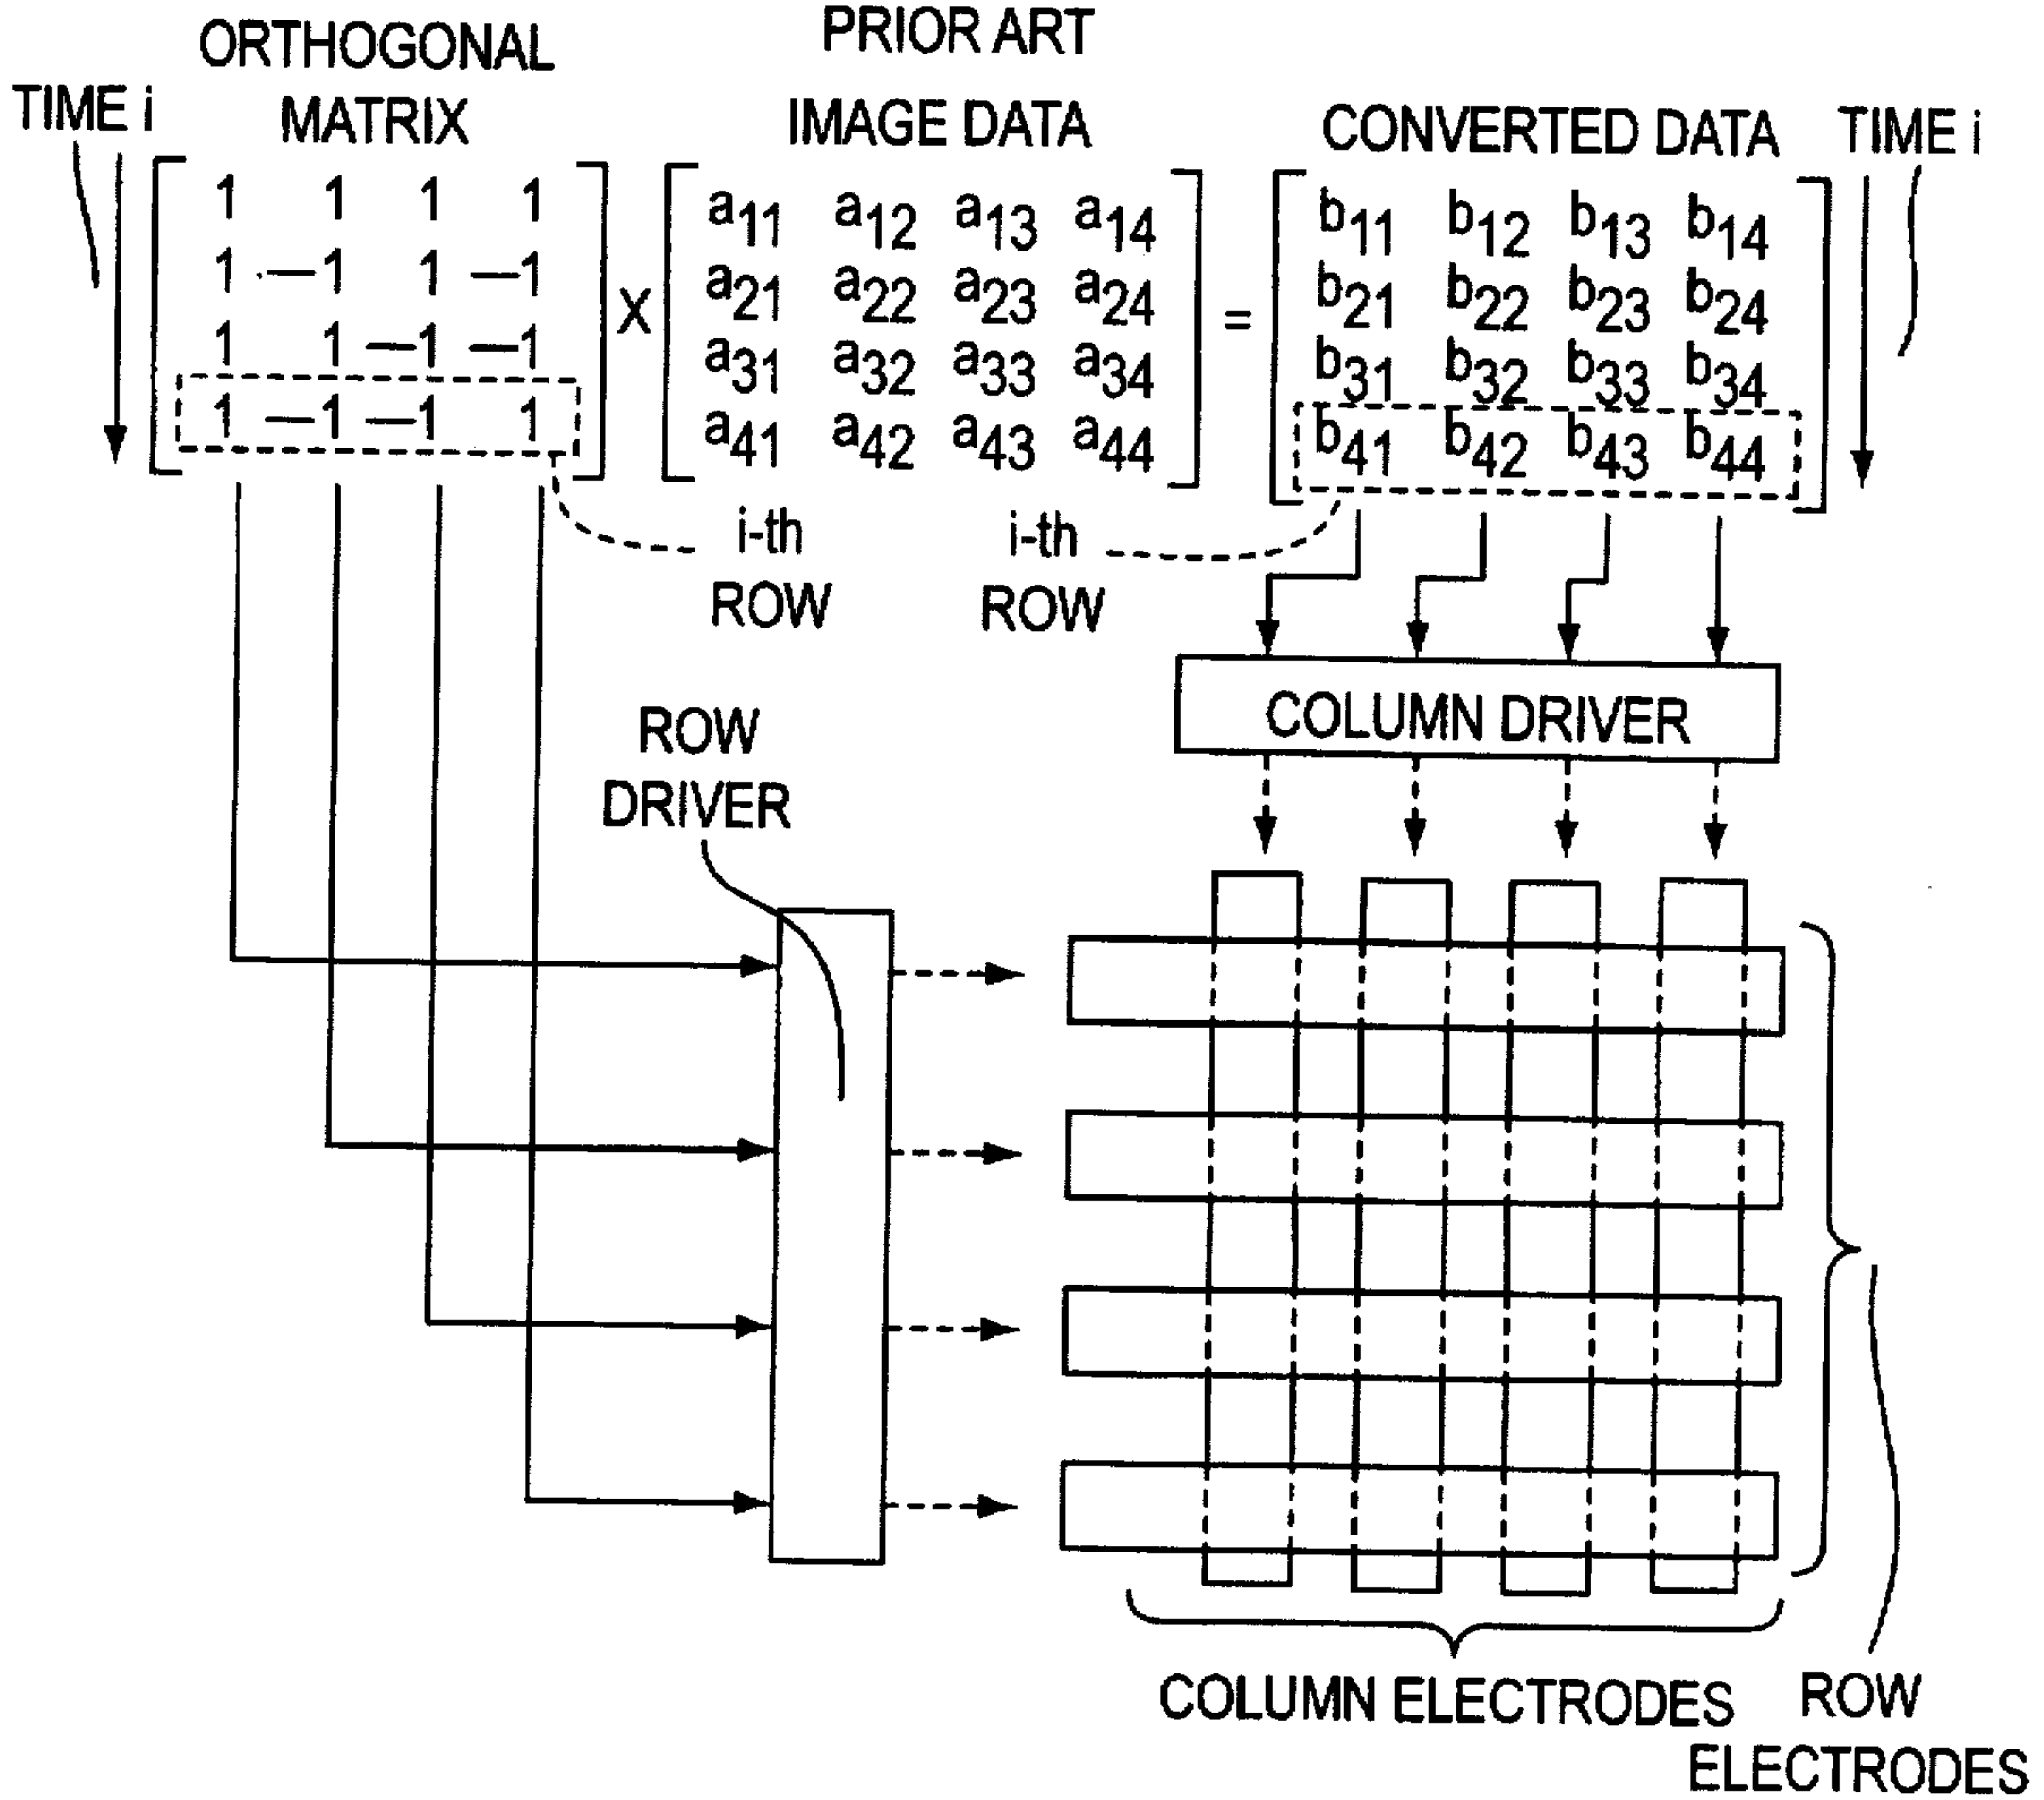 PRIOR ART
ORTHOGONAL
MATRIX
IMAGE DATA
CONVERTED DATA
TIME i
TIME i
1 1 1 1
1 —1 1 —1
1 1 —1 —1
1 —1 —1 1
X
a11 a12 a13 a14
a21 a22 a23 a24
a31 a32 a33 a34
a41 a42 a43 a44
=
b11 b12 b13 b14
b21 b22 b23 b24
b31 b32 b33 b34
b41 b42 b43 b44
i-th
ROW
i-th
ROW
COLUMN DRIVER
ROW
DRIVER
COLUMN ELECTRODES
ROW
ELECTRODES